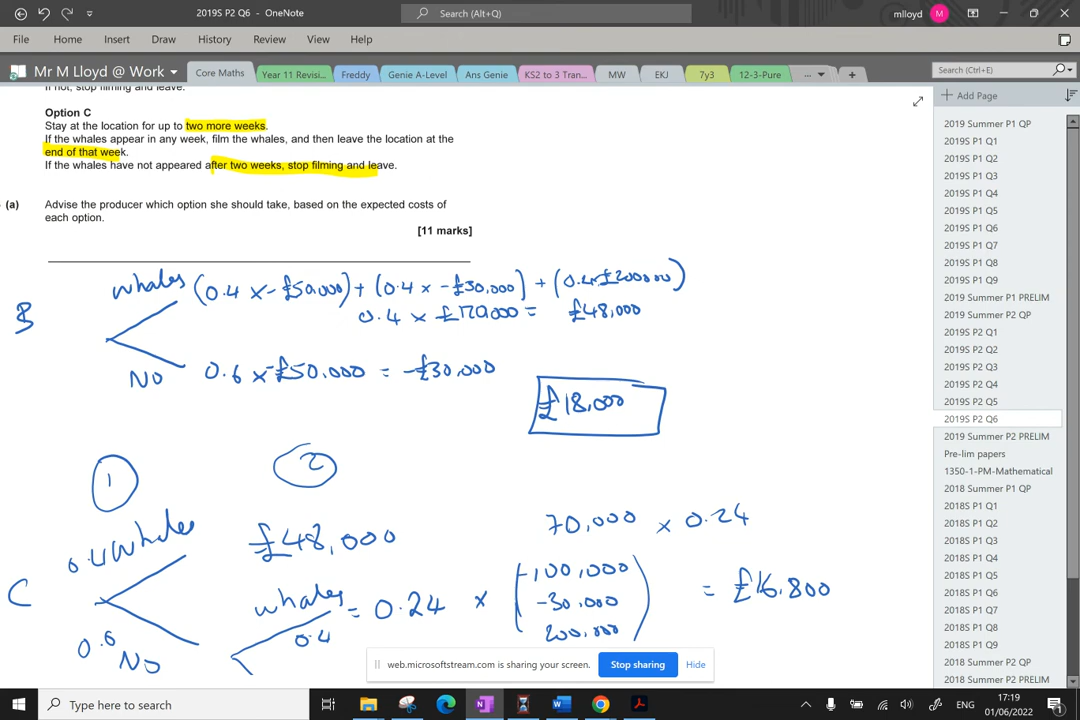 2019S P2 Q6 - OneNote
Search (Alt+Q)
mlloyd
M
File Home Insert Draw History Review View Help
Mr M Lloyd @ Work
Core Maths
Year 11 Revisi...
Freddy
Genie A-Level
Ans Genie
KS2 to 3 Tran...
MW
EKJ
7y3
12-3-Pure
...
Search (Ctrl+E)
If not, stop filming and leave.
Option C
Stay at the location for up to two more weeks.
If the whales appear in any week, film the whales, and then leave the location at the
end of that week.
If the whales have not appeared after two weeks, stop filming and leave.
(a) Advise the producer which option she should take, based on the expected costs of
each option.
[11 marks]
whales (0.4 x -£50,000) + (0.4 x -£30,000) + (0.4 £200000)
B
0.4 x £120,000 = £48,000
NO 0.6 x -£50,000 = -£30,000
£18,000
1 2
0.4 Whales £48,000
70,000 x 0.24
C
whales = 0.24 x
-100,000
-30,000
200,000
= £16,800
0.4
0.6 NO
Add Page
2019 Summer P1 QP
2019S P1 Q1
2019S P1 Q2
2019S P1 Q3
2019S P1 Q4
2019S P1 Q5
2019S P1 Q6
2019S P1 Q7
2019S P1 Q8
2019S P1 Q9
2019 Summer P1 PRELIM
2019 Summer P2 QP
2019S P2 Q1
2019S P2 Q2
2019S P2 Q3
2019S P2 Q4
2019S P2 Q5
2019S P2 Q6
2019 Summer P2 PRELIM
Pre-lim papers
1350-1-PM-Mathematical
2018 Summer P1 QP
2018S P1 Q1
2018S P1 Q2
2018S P1 Q3
2018S P1 Q4
2018S P1 Q5
2018S P1 Q6
2018S P1 Q7
2018S P1 Q8
2018S P1 Q9
2018 Summer P2 QP
2018 Summer P2 PRELIM
web.microsoftstream.com is sharing your screen.
Stop sharing
Hide
Type here to search
ENG
17:19
01/06/2022